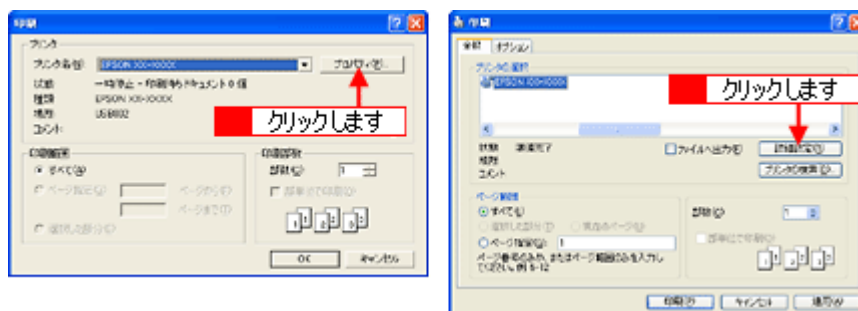 印刷
プリンタ
プリンタ名(N): EPSON XX-XXXX プロパティ(P)...
状態: 一時停止 - 印刷待ちドキュメント 0 個
種類: EPSON XX-XXXX
場所: USB002
コメント:
クリックします
印刷範囲
すべて(A)
ページ指定(G) ページから(F)
ページまで(T)
選択した部分(S)
印刷部数
部数(C): 1
部単位で印刷(O)
OK キャンセル
印刷
全般 オプション
プリンタの選択
EPSON XX-XXXX
クリックします
状態: 準備完了
場所:
コメント:
ファイルへ出力(F) 詳細設定(R)
プリンタの検索(D)...
ページ範囲
すべて(L)
選択した部分(T) 現在のページ(U)
ページ指定(G): 1
ページ番号のみか、またはページ範囲のみを入力してください。例: 5-12
部数(C): 1
部単位で印刷(O)
印刷(P) キャンセル 適用(A)